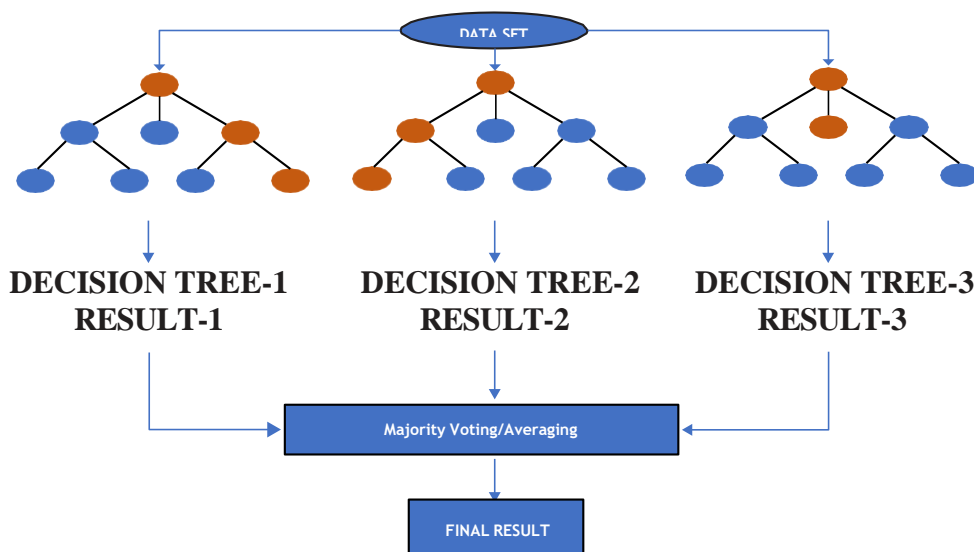 DATA SET
DECISION TREE-1
RESULT-1
DECISION TREE-2
RESULT-2
DECISION TREE-3
RESULT-3
Majority Voting/Averaging
FINAL RESULT